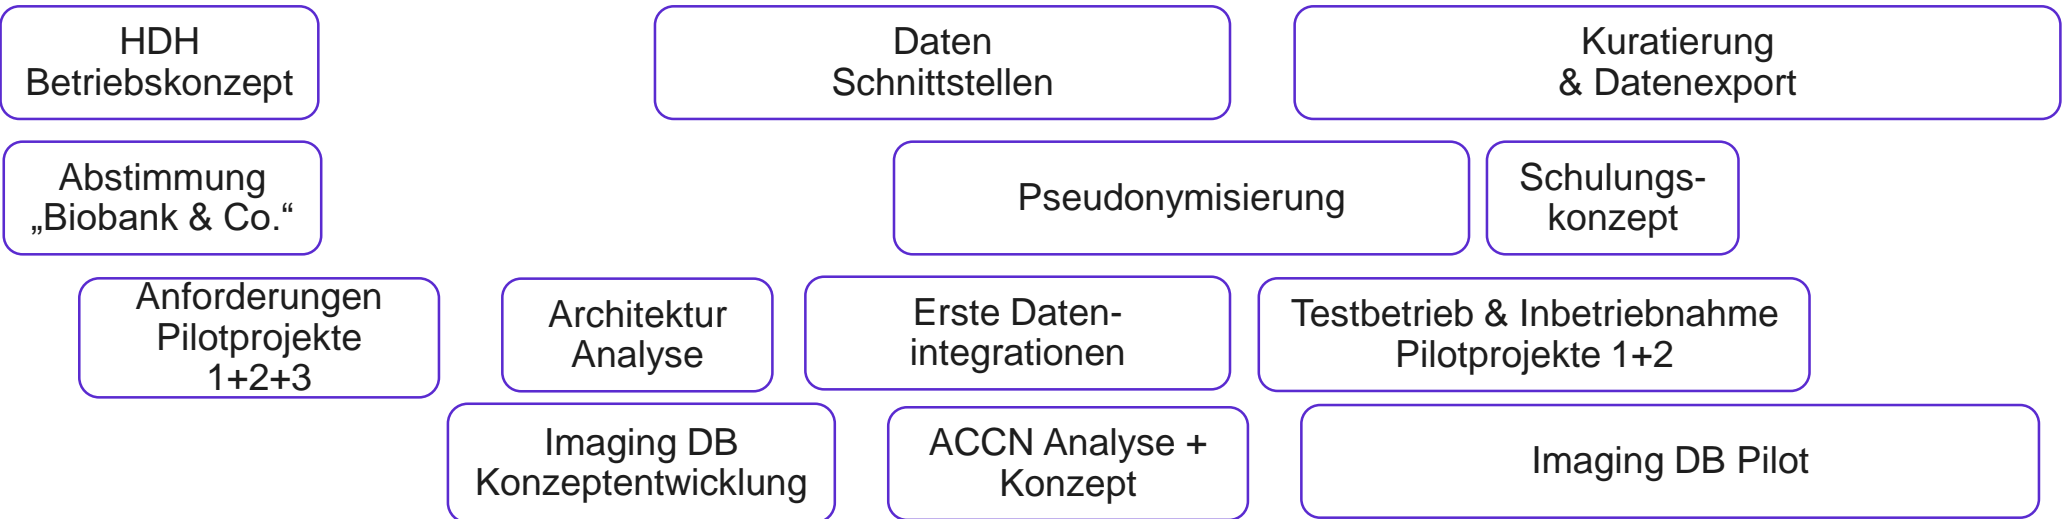 HDH
Betriebskonzept
Daten
Schnittstellen
Kuratierung
& Datenexport
Abstimmung
„Biobank & Co.“
Pseudonymisierung
Schulungs-
konzept
Anforderungen
Pilotprojekte
1+2+3
Architektur
Analyse
Erste Daten-
integrationen
Testbetrieb & Inbetriebnahme
Pilotprojekte 1+2
Imaging DB
Konzeptentwicklung
ACCN Analyse +
Konzept
Imaging DB Pilot